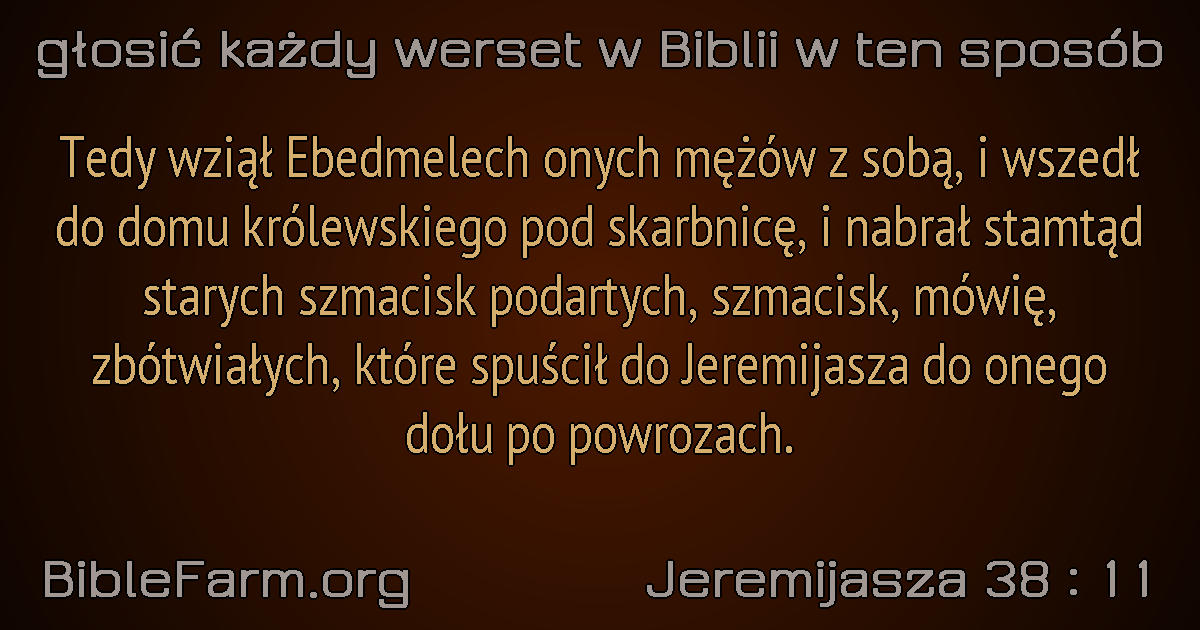 głosić każdy werset w Biblii w ten sposób
Tedy wziął Ebedmelech onych mężów z sobą, i wszedł
do domu królewskiego pod skarbnicę, i nabrał stamtąd
starych szmacisk podartych, szmacisk, mówię,
zbótwiałych, które spuścił do Jeremijasza do onego
dołu po powrozach.
BibleFarm.org
Jeremijasza 38 : 11